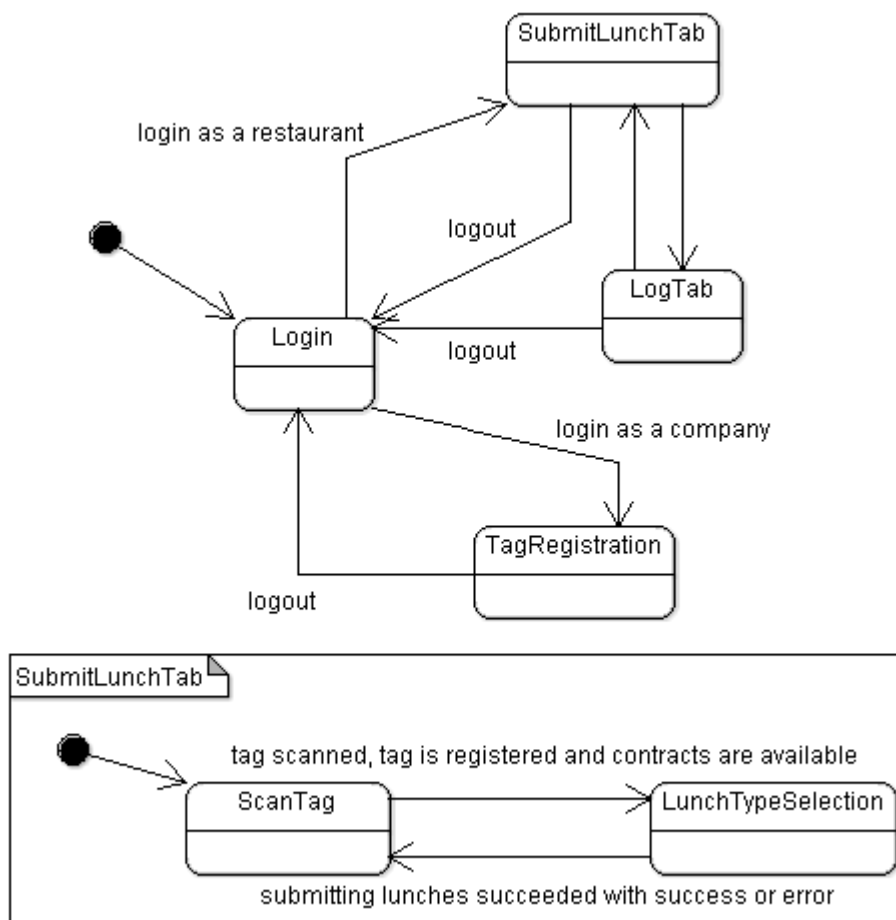 SubmitLunchTab
login as a restaurant
logout
LogTab
Login
logout
login as a company
TagRegistration
logout
SubmitLunchTab
tag scanned, tag is registered and contracts are available
ScanTag
LunchTypeSelection
submitting lunches succeeded with success or error